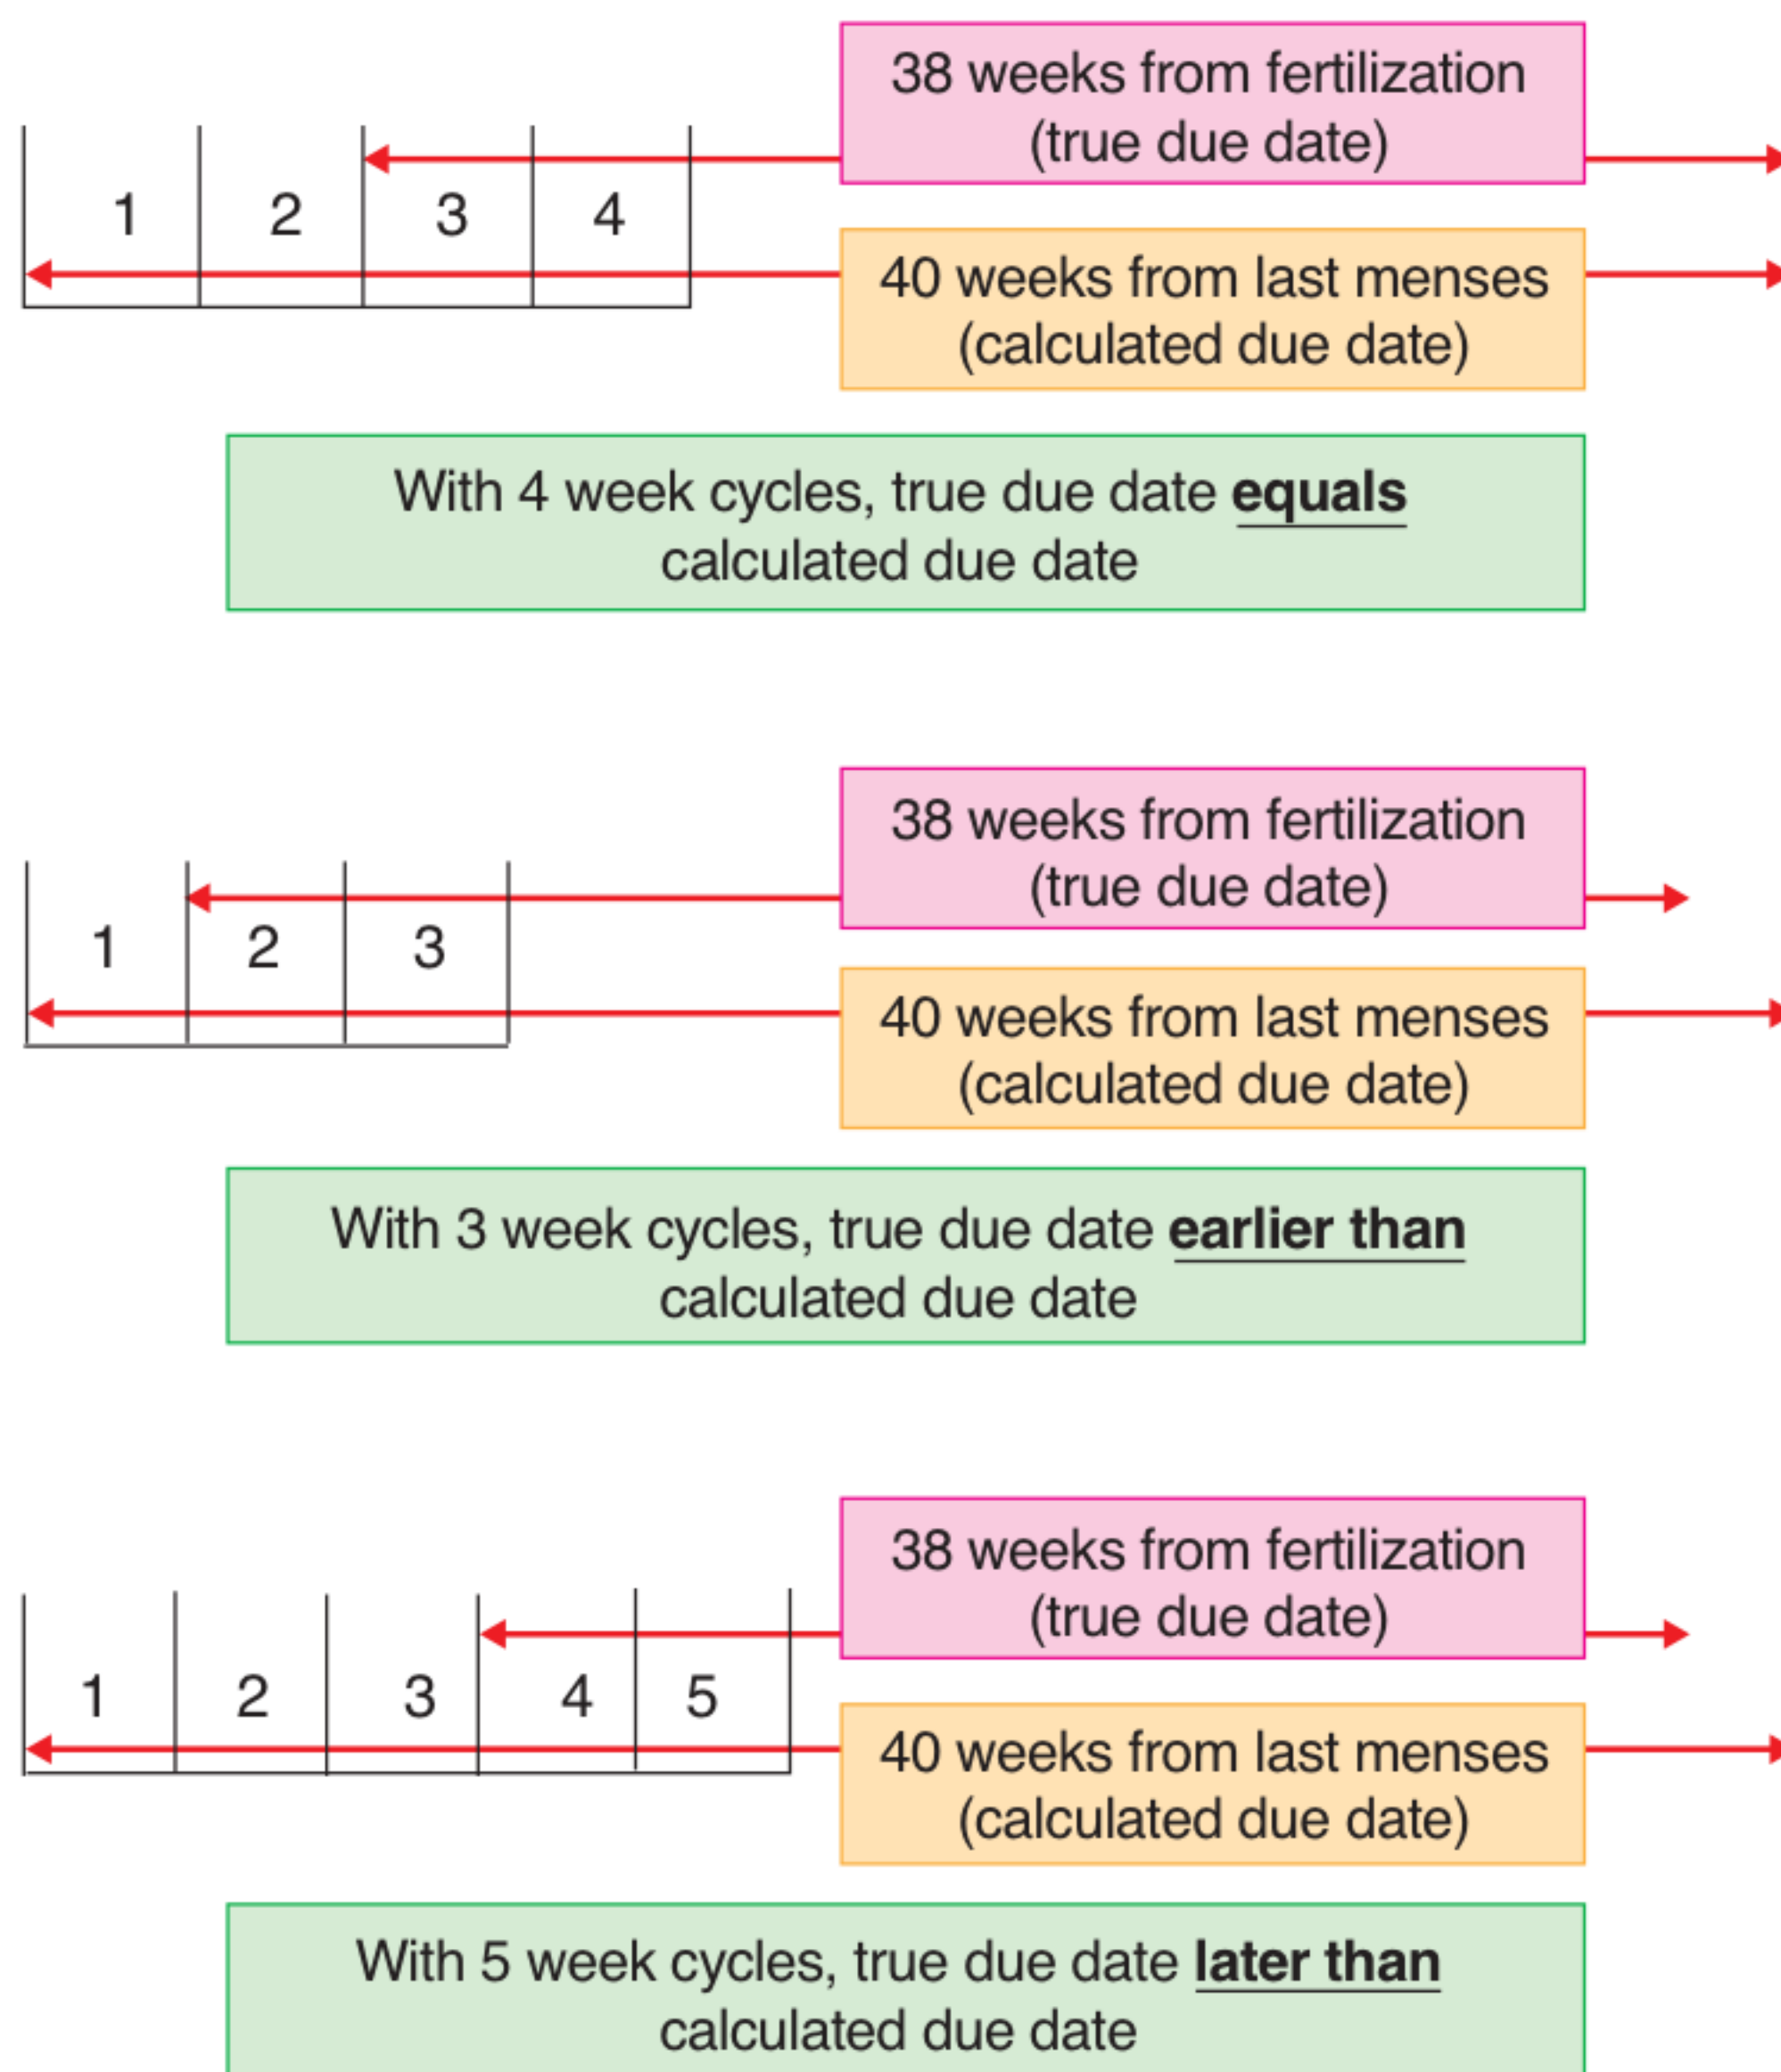 38 weeks from fertilization
(true due date)
1 2 3 4
40 weeks from last menses
(calculated due date)
With 4 week cycles, true due date equals
calculated due date
38 weeks from fertilization
(true due date)
1 2 3
40 weeks from last menses
(calculated due date)
With 3 week cycles, true due date earlier than
calculated due date
38 weeks from fertilization
(true due date)
1 2 3 4 5
40 weeks from last menses
(calculated due date)
With 5 week cycles, true due date later than
calculated due date